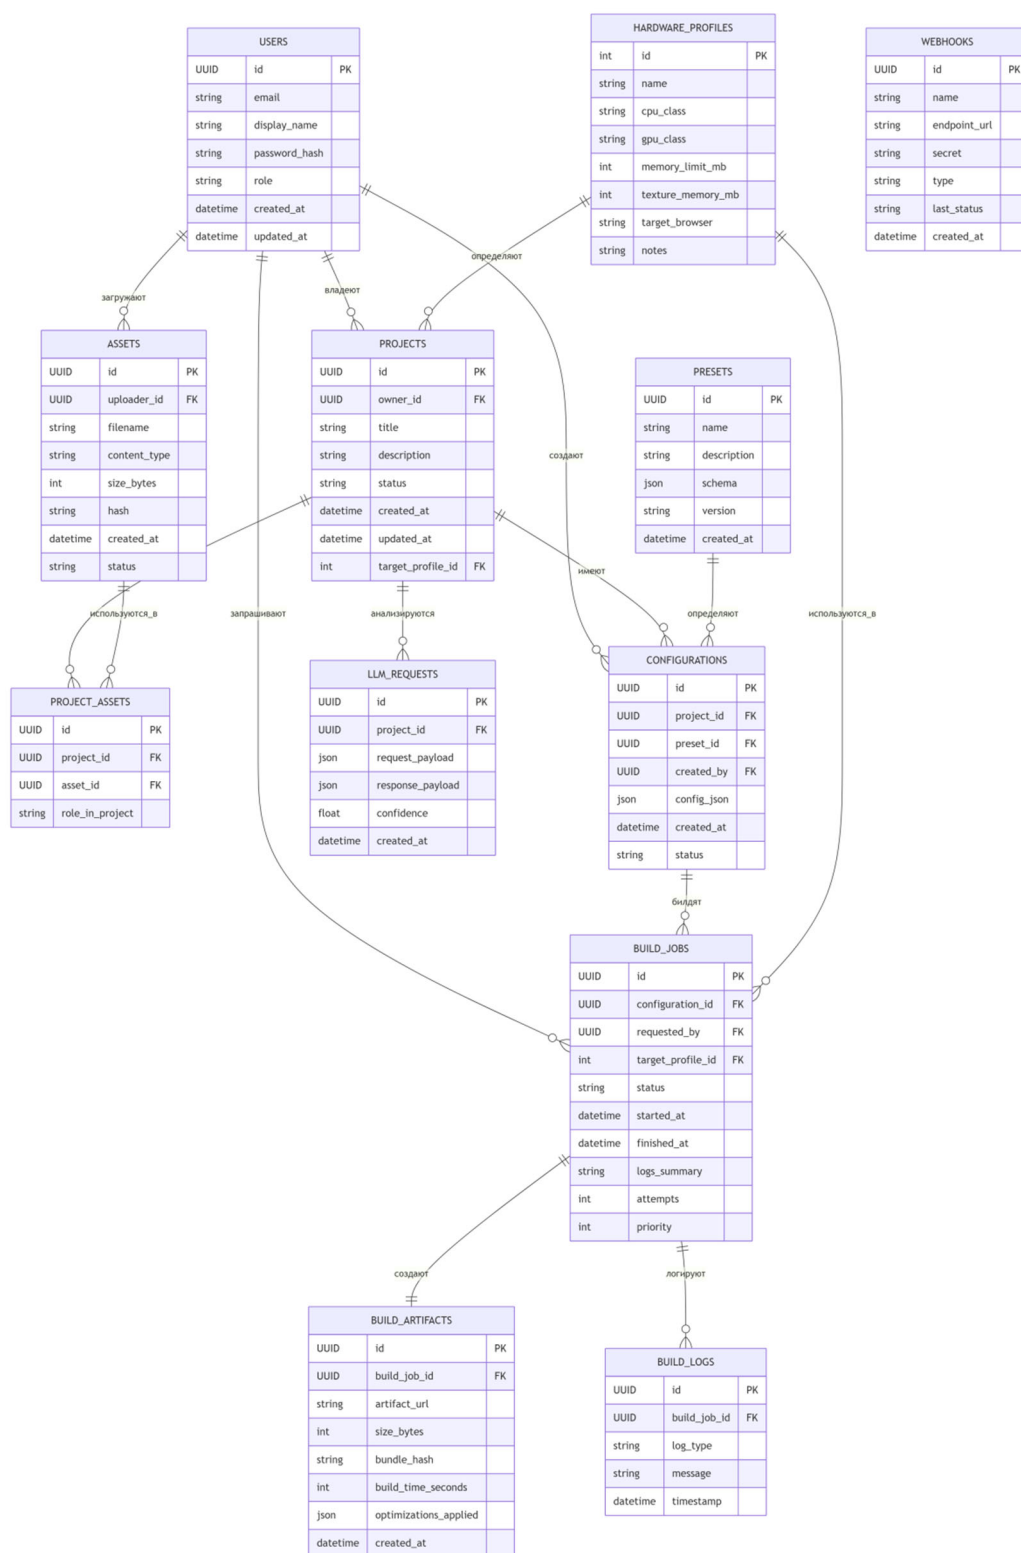 USERS
UUID id PK
string email
string display_name
string password_hash
string role
datetime created_at
datetime updated_at
HARDWARE_PROFILES
int id PK
string name
string cpu_class
string gpu_class
int memory_limit_mb
int texture_memory_mb
string target_browser
string notes
WEBHOOKS
UUID id PK
string name
string endpoint_url
string secret
string type
string last_status
datetime created_at
определяют
загружают
владеют
ASSETS
UUID id PK
UUID uploader_id FK
string filename
string content_type
int size_bytes
string hash
datetime created_at
string status
PROJECTS
UUID id PK
UUID owner_id FK
string title
string description
string status
datetime created_at
datetime updated_at
int target_profile_id FK
PRESETS
UUID id PK
string name
string description
json schema
string version
datetime created_at
создают
имеют
используются_в
запрашивают
анализируются
определяют
используются_в
PROJECT_ASSETS
UUID id PK
UUID project_id FK
UUID asset_id FK
string role_in_project
LLM_REQUESTS
UUID id PK
UUID project_id FK
json request_payload
json response_payload
float confidence
datetime created_at
CONFIGURATIONS
UUID id PK
UUID project_id FK
UUID preset_id FK
UUID created_by FK
json config_json
datetime created_at
string status
билдят
BUILD_JOBS
UUID id PK
UUID configuration_id FK
UUID requested_by FK
int target_profile_id FK
string status
datetime started_at
datetime finished_at
string logs_summary
int attempts
int priority
создают
логируют
BUILD_ARTIFACTS
UUID id PK
UUID build_job_id FK
string artifact_url
int size_bytes
string bundle_hash
int build_time_seconds
json optimizations_applied
datetime created_at
BUILD_LOGS
UUID id PK
UUID build_job_id FK
string log_type
string message
datetime timestamp